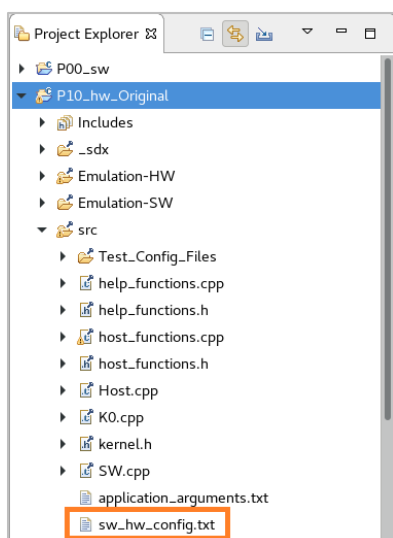 Project Explorer
P00_sw
P10_hw_Original
Includes
_sdx
Emulation-HW
Emulation-SW
src
Test_Config_Files
help_functions.cpp
help_functions.h
host_functions.cpp
host_functions.h
Host.cpp
K0.cpp
kernel.h
SW.cpp
application_arguments.txt
sw_hw_config.txt